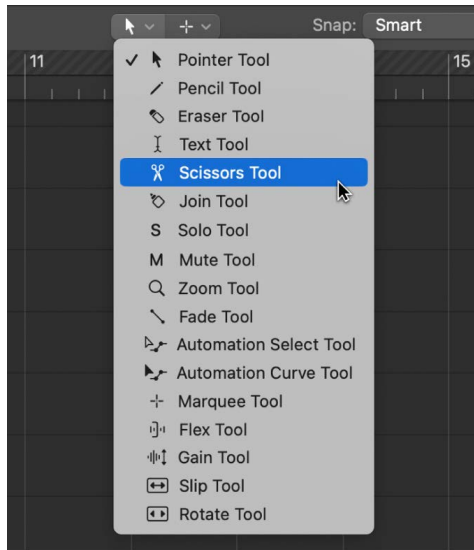 Snap: Smart
11 15
Pointer Tool
Pencil Tool
Eraser Tool
Text Tool
Scissors Tool
Join Tool
S Solo Tool
M Mute Tool
Zoom Tool
Fade Tool
Automation Select Tool
Automation Curve Tool
Marquee Tool
Flex Tool
Gain Tool
Slip Tool
Rotate Tool